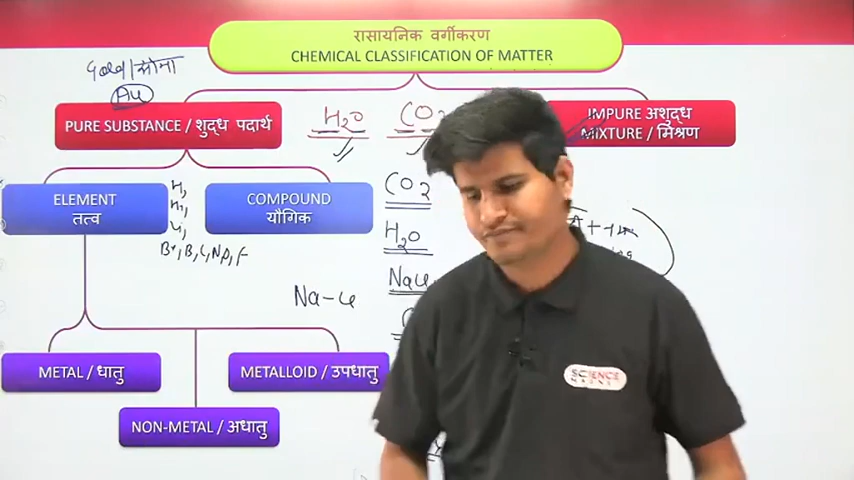 रासायनिक वर्गीकरण
CHEMICAL CLASSIFICATION OF MATTER
Gold/सोना
Au
PURE SUBSTANCE / शुद्ध पदार्थ
H₂O
CO₂
IMPURE अशुद्ध
MIXTURE / मिश्रण
ELEMENT
तत्व
H,
COMPOUND
यौगिक
CO₂
H₂O
Na
METAL / धातु
METALLOID / उपधातु
NON-METAL / अधातु
SCIENCE